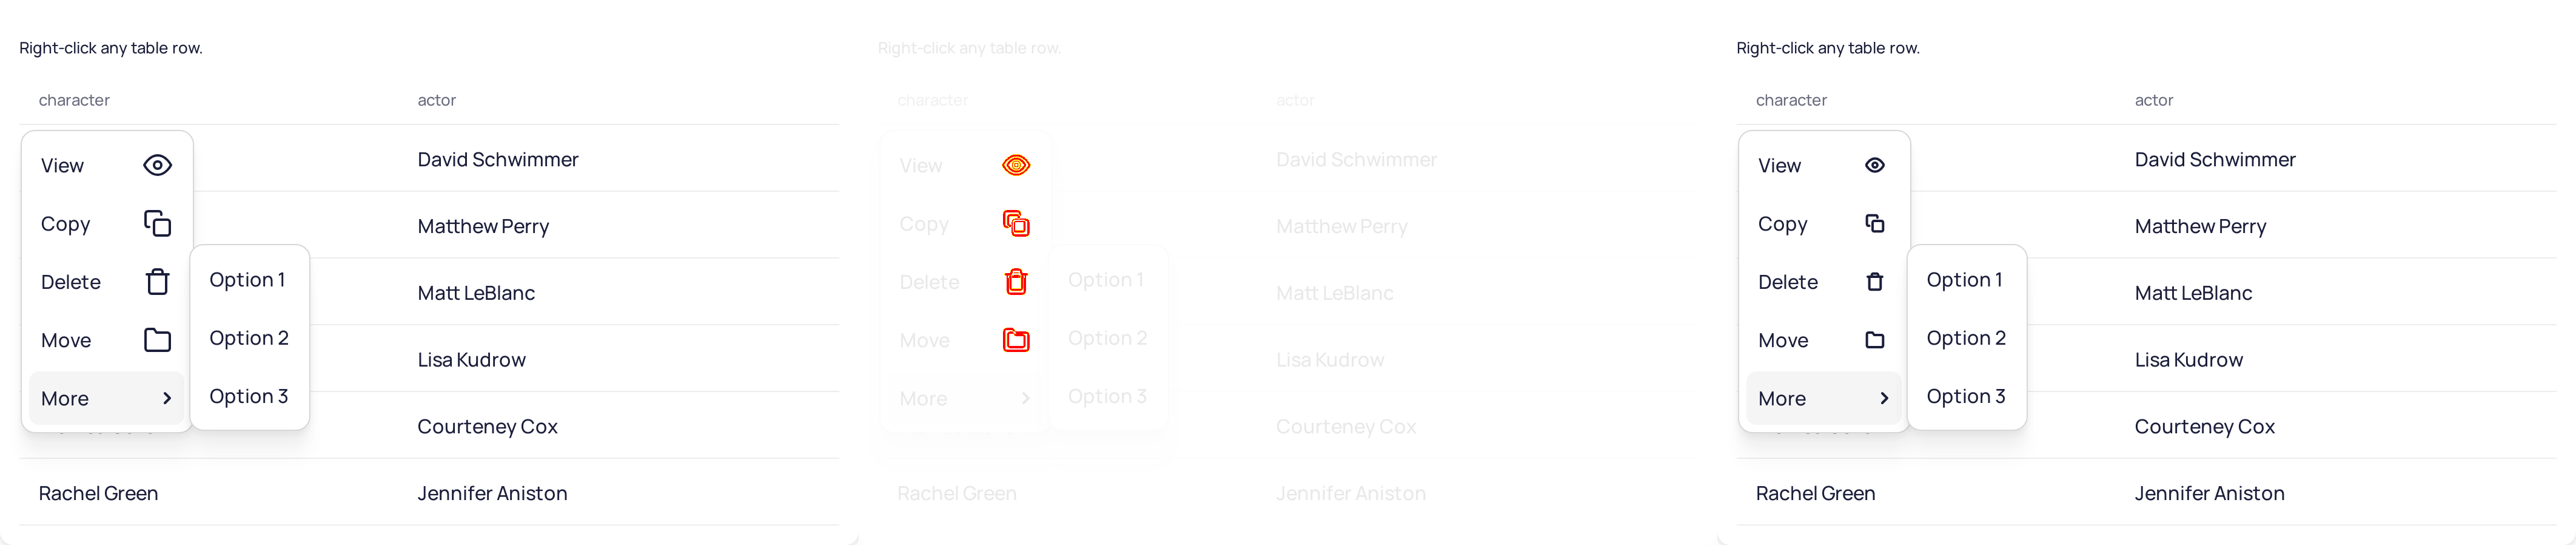 Right-click any table row.
character actor
View
David Schwimmer
Copy
Matthew Perry
Delete
Option 1
Matt LeBlanc
Move
Option 2
Lisa Kudrow
More
Option 3
Courteney Cox
Rachel Green Jennifer Aniston
Right-click any table row.
character actor
View
David Schwimmer
Copy
Matthew Perry
Delete
Option 1
Matt LeBlanc
Move
Option 2
Lisa Kudrow
More
Option 3
Courteney Cox
Rachel Green Jennifer Aniston
Right-click any table row.
character actor
View
David Schwimmer
Copy
Matthew Perry
Delete
Option 1
Matt LeBlanc
Move
Option 2
Lisa Kudrow
More
Option 3
Courteney Cox
Rachel Green Jennifer Aniston